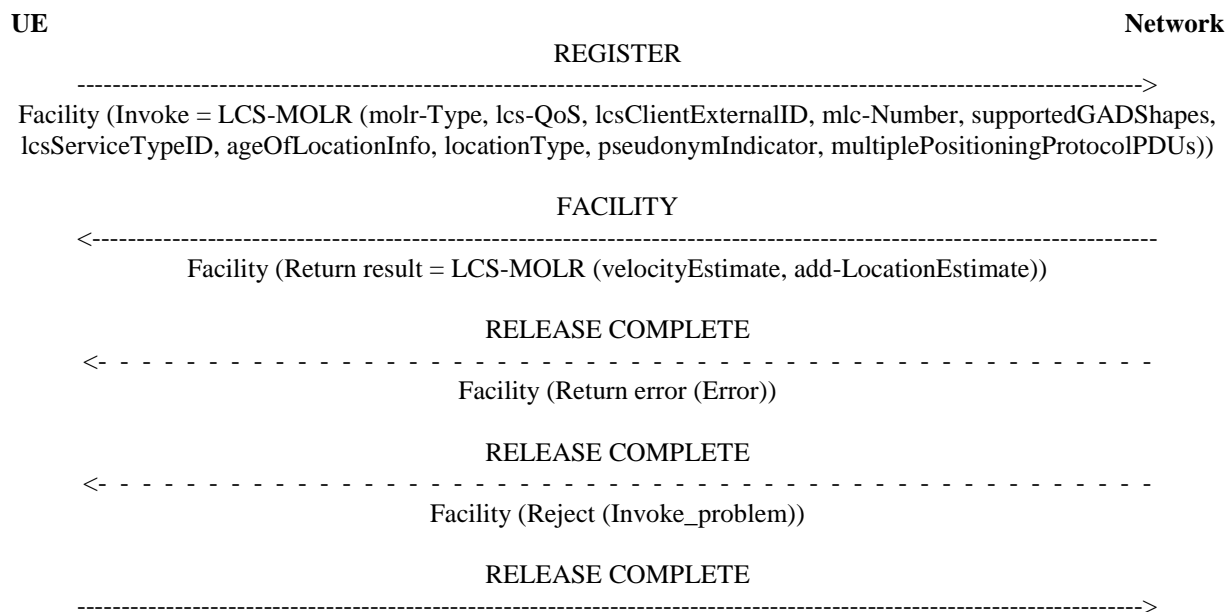 UE Network
REGISTER
------------------------------------------------------------------------------------------------------------------------>
Facility (Invoke = LCS-MOLR (molr-Type, lcs-QoS, lcsClientExternalID, mlc-Number, supportedGADShapes,
lcsServiceTypeID, ageOfLocationInfo, locationType, pseudonymIndicator, multiplePositioningProtocolPDUs))
FACILITY
<------------------------------------------------------------------------------------------------------------------------
Facility (Return result = LCS-MOLR (velocityEstimate, add-LocationEstimate))
RELEASE COMPLETE
<- - - - - - - - - - - - - - - - - - - - - - - - - - - - - - - - - - - - - - - - - - - - - - - - -
Facility (Return error (Error))
RELEASE COMPLETE
<- - - - - - - - - - - - - - - - - - - - - - - - - - - - - - - - - - - - - - - - - - - - - - - - -
Facility (Reject (Invoke_problem))
RELEASE COMPLETE
------------------------------------------------------------------------------------------------------------------------>